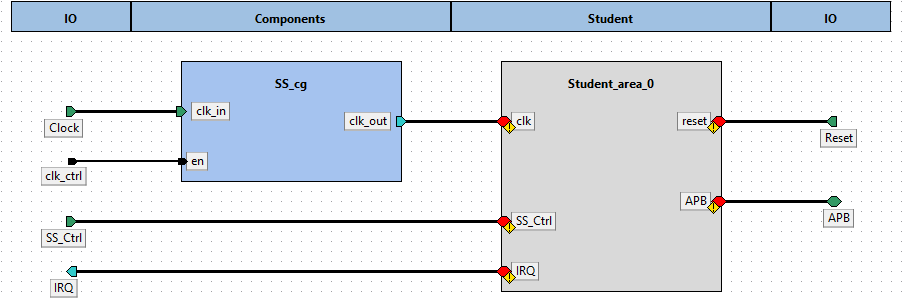 IO Components Student IO
SS_cg Student_area_0
clk_in
Clock
clk_out clk reset
Reset
en
clk_ctrl
SS_Ctrl APB
SS_Ctrl APB
IRQ
IRQ